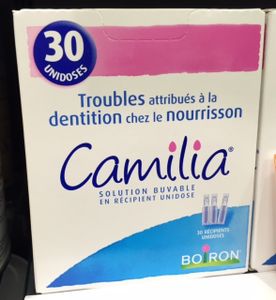 30
UNIDOSES
Troubles attribués à la
dentition chez le nourrisson
Camilia®
SOLUTION BUVABLE
EN RÉCIPIENT UNIDOSE
30 RÉCIPIENTS
UNIDOSES
BOIRON